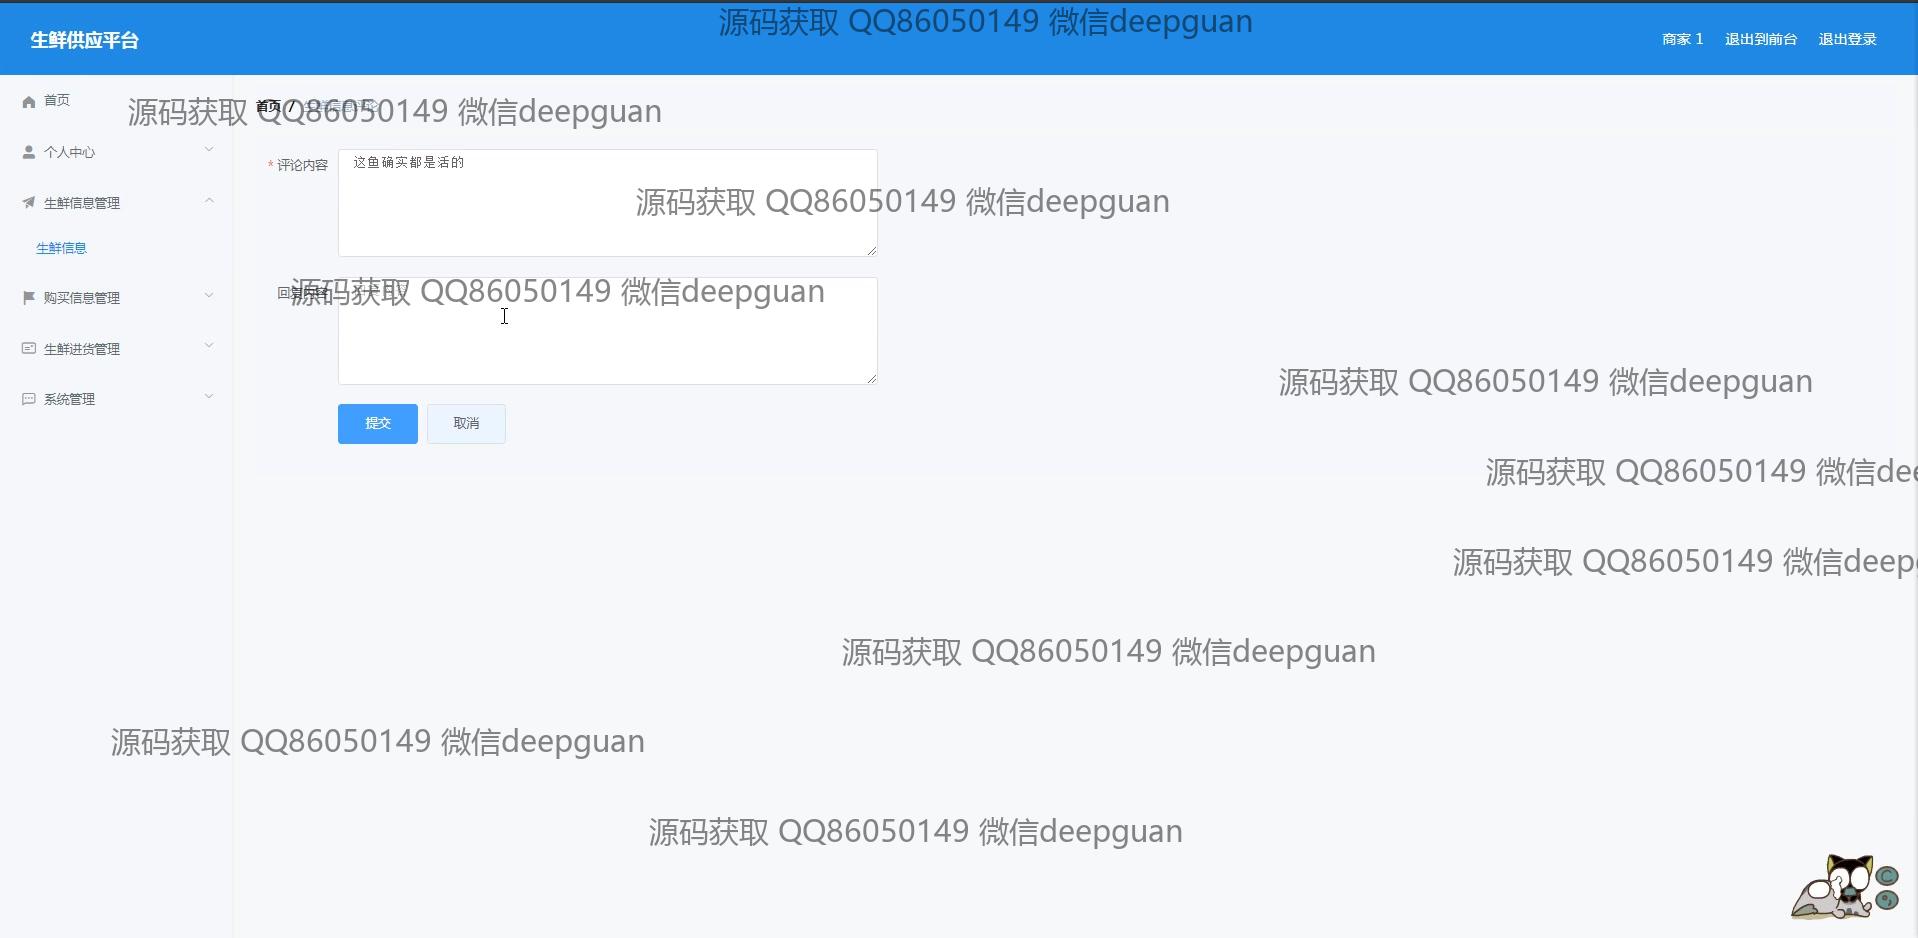 源码获取 QQ86050149 微信deepguan
生鲜供应平台
商家 1 退出到前台 退出登录
首页
源码获取 QQ86050149 微信deepguan
首页 / 生鲜信息评论
个人中心
* 评论内容
这鱼确实都是活的
生鲜信息管理
源码获取 QQ86050149 微信deepguan
生鲜信息
购买信息管理
回复内容
源码获取 QQ86050149 微信deepguan
生鲜进货管理
源码获取 QQ86050149 微信deepguan
系统管理
提交 取消
源码获取 QQ86050149 微信dee
源码获取 QQ86050149 微信deep
源码获取 QQ86050149 微信deepguan
源码获取 QQ86050149 微信deepguan
源码获取 QQ86050149 微信deepguan